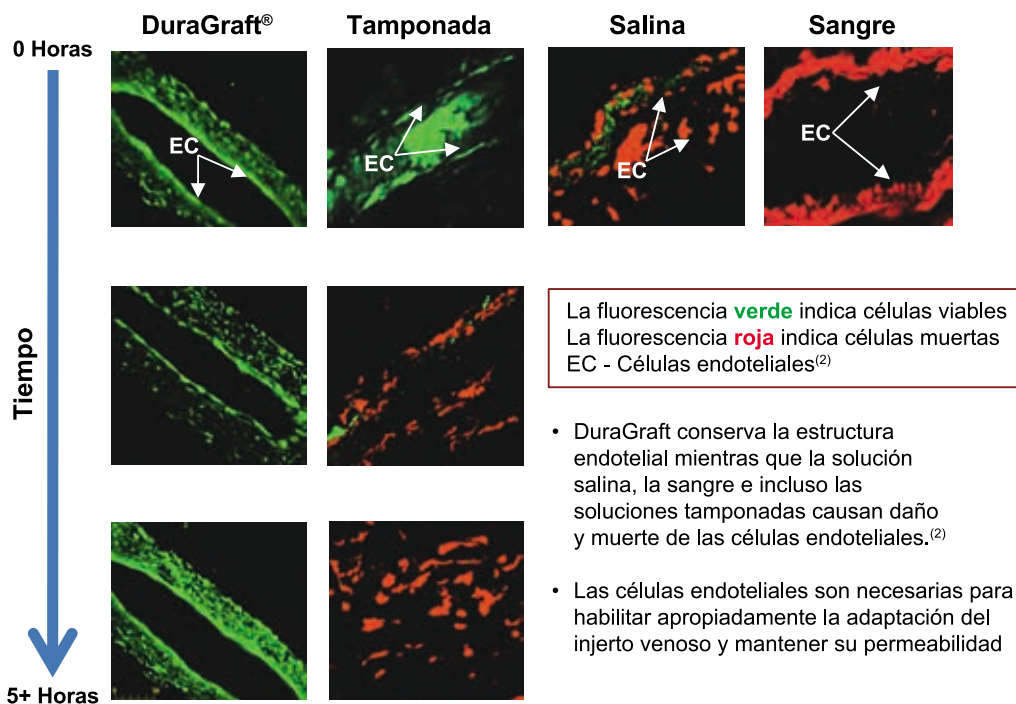 DuraGraft®
Tamponada
Salina
Sangre
0 Horas
EC
EC
EC
EC
Tiempo
La fluorescencia verde indica células viables
La fluorescencia roja indica células muertas
EC - Células endoteliales(2)
• DuraGraft conserva la estructura
endotelial mientras que la solución
salina, la sangre e incluso las
soluciones tamponadas causan daño
y muerte de las células endoteliales.(2)
• Las células endoteliales son necesarias para
habilitar apropiadamente la adaptación del
injerto venoso y mantener su permeabilidad
5+ Horas